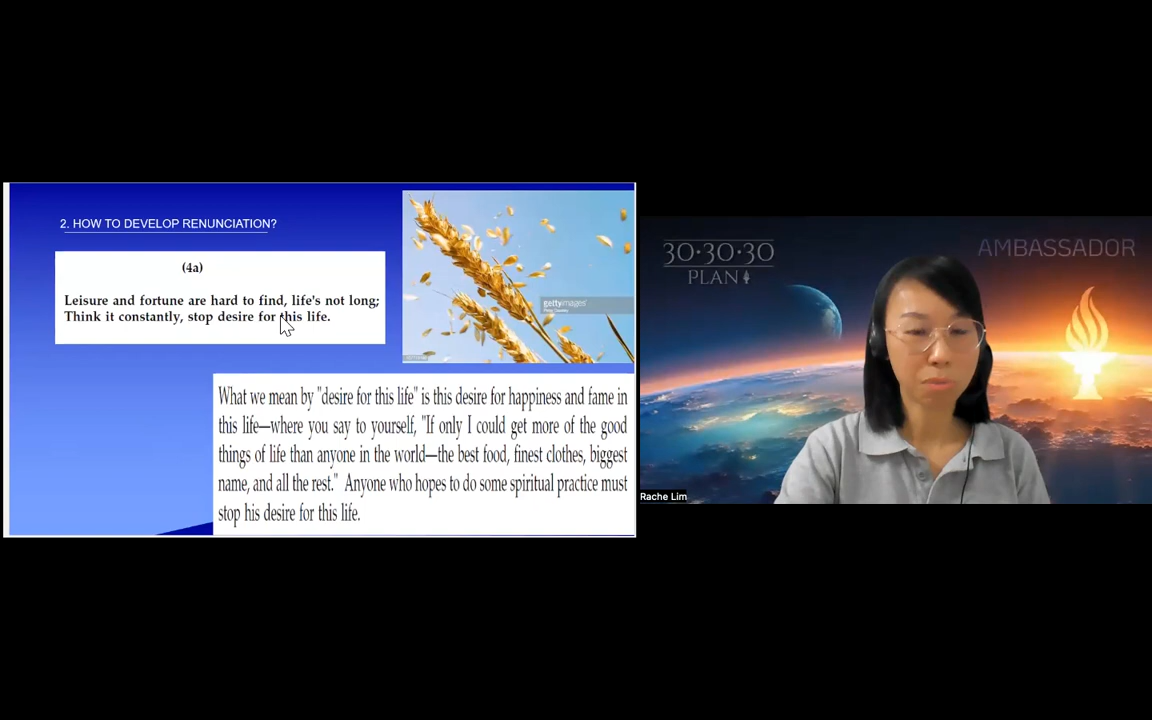 2. HOW TO DEVELOP RENUNCIATION?
(4a)
Leisure and fortune are hard to find, life's not long;
Think it constantly, stop desire for this life.
gettyimages
What we mean by "desire for this life" is this desire for happiness and fame in
this life—where you say to yourself, "If only I could get more of the good
things of life than anyone in the world—the best food, finest clothes, biggest
name, and all the rest." Anyone who hopes to do some spiritual practice must
stop his desire for this life.
30·30·30
PLAN
AMBASSADOR
Rache Lim